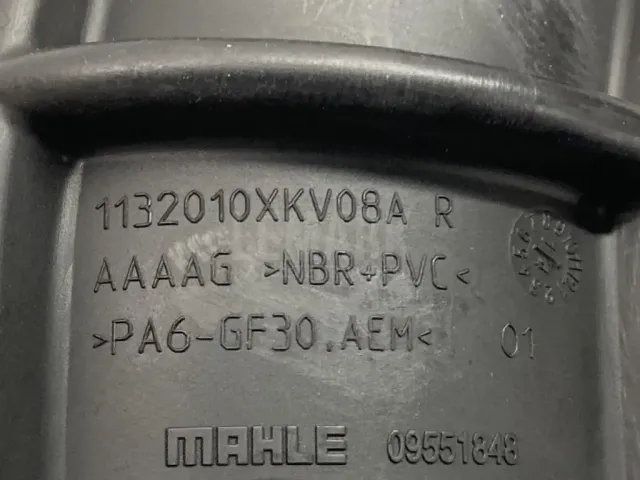 1132010XKV08A R
AAAAG >NBR+PVC<
>PA6-GF30.AEM< 01
MAHLE 09551848